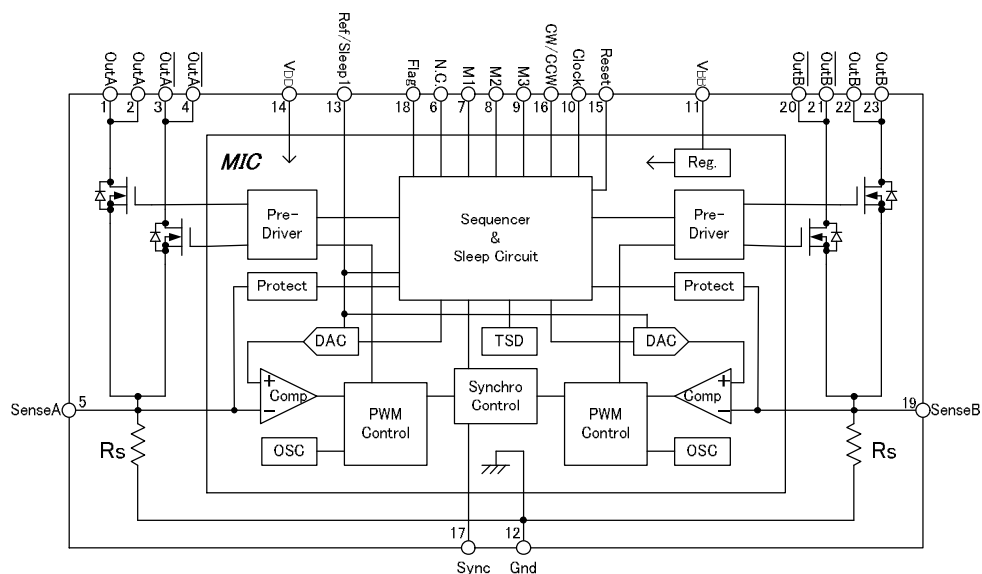 OutA
OutA
OutA
OutA
VDD
Ref/Sleep1
Flag
N.C.
M1
M2
M3
CW/CCW
Clock
Reset
VBB
OutB
OutB
OutB
OutB
1
2
3
4
14
13
18
6
7
8
9
16
10
15
11
20
21
22
23
MIC
Reg.
Pre-
Driver
Sequencer
&
Sleep Circuit
Pre-
Driver
Protect
Protect
DAC
TSD
DAC
+
Comp
−
PWM
Control
Synchro
Control
PWM
Control
+
Comp
−
SenseA
5
19
SenseB
Rs
OSC
OSC
Rs
17
12
Sync
Gnd